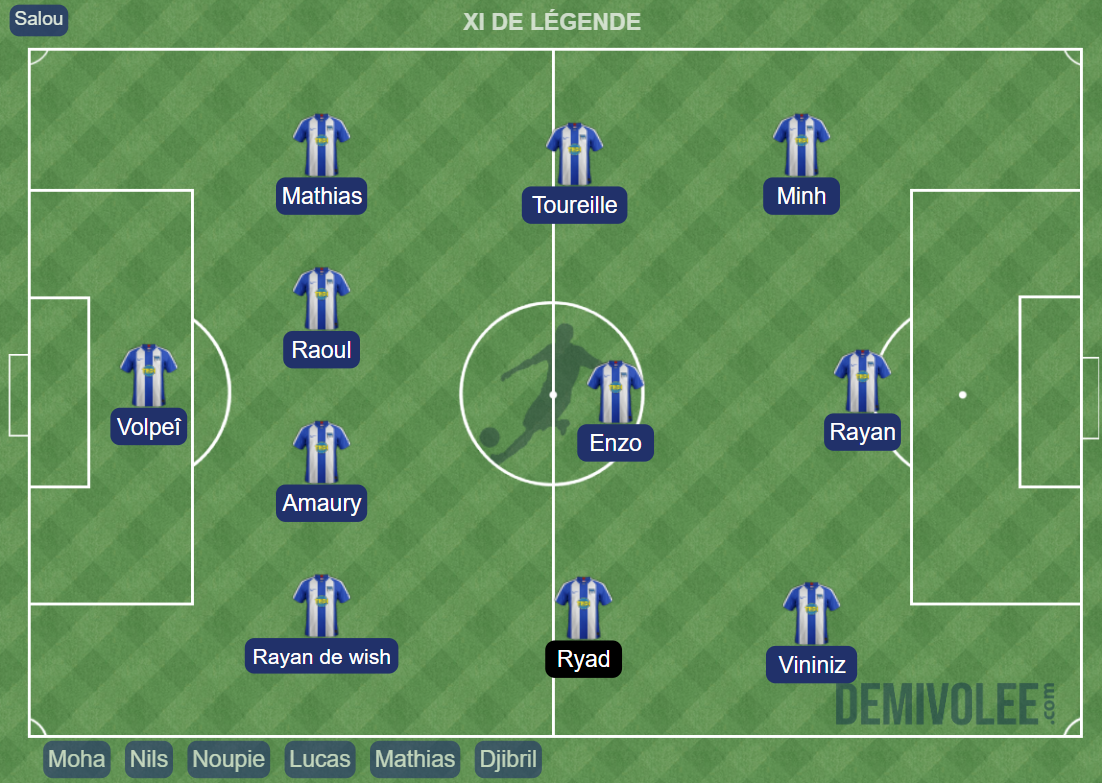 Salou
XI DE LÉGENDE
Mathias
Toureille
Minh
Raoul
Volpeî
Enzo
Rayan
Amaury
Rayan de wish
Ryad
Vininiz
DEMIVOLEE.com
Moha Nils Noupie Lucas Mathias Djibril